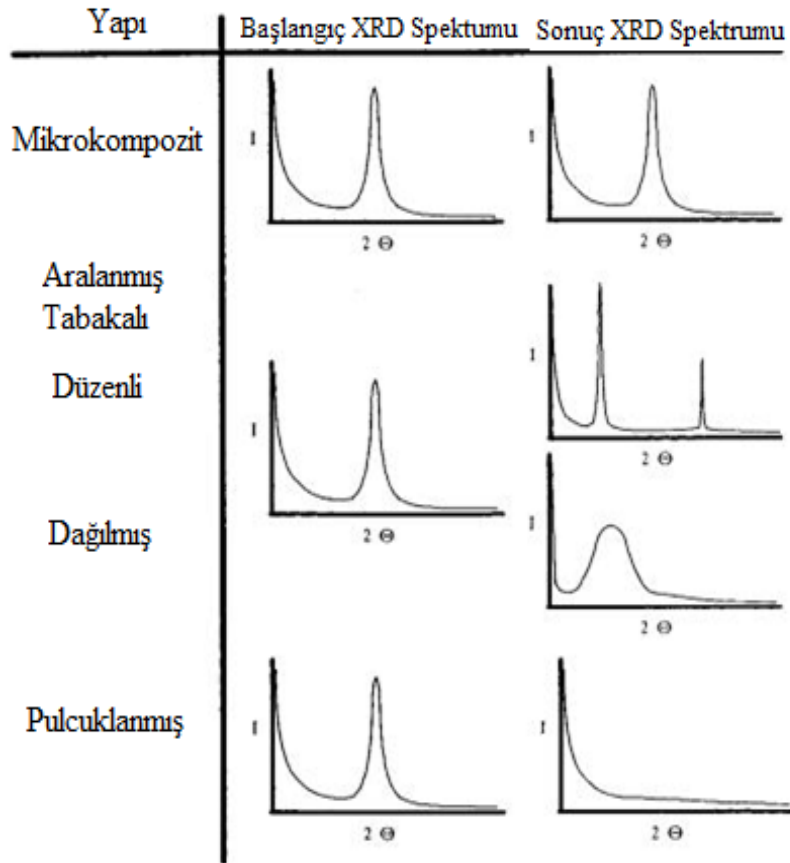 Yapı
Başlangıç XRD Spektumu
Sonuç XRD Spektrumu
Mikrokompozit
I
2 Θ
I
2 Θ
Aralanmış
Tabakalı
Düzenli
I
2 Θ
I
2 Θ
Dağılmış
I
2 Θ
Pulcuklanmış
I
2 Θ
I
2 Θ